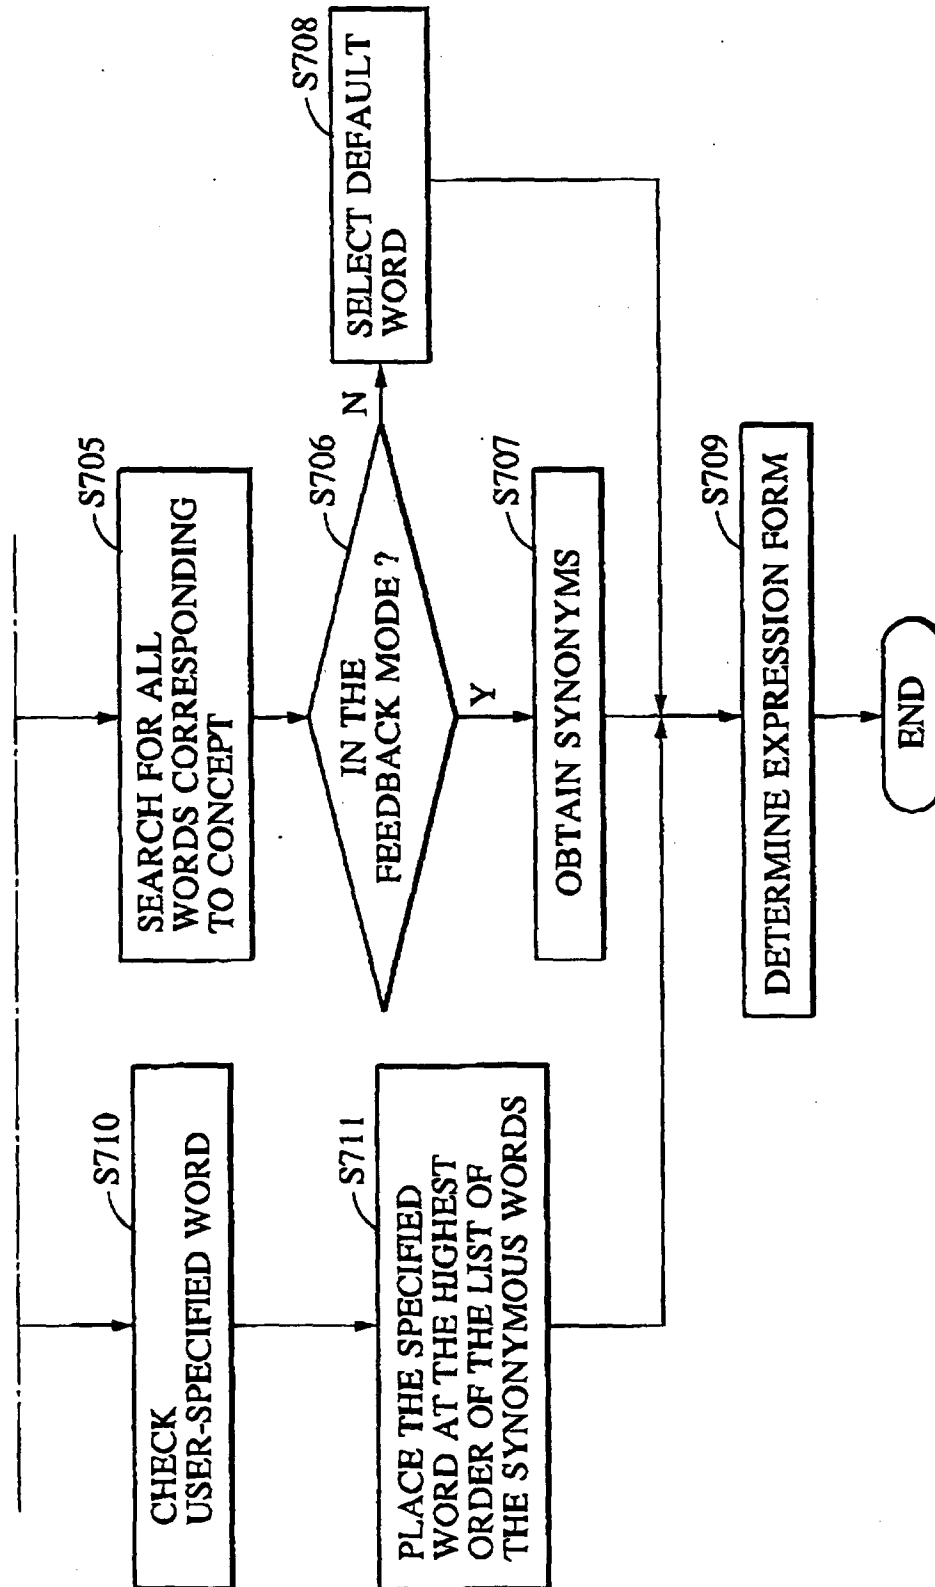 S710
CHECK
USER-SPECIFIED WORD
S711
PLACE THE SPECIFIED
WORD AT THE HIGHEST
ORDER OF THE LIST OF
THE SYNONYMOUS WORDS
S705
SEARCH FOR ALL
WORDS CORRESPONDING
TO CONCEPT
S706
IN THE
FEEDBACK MODE ?
N
Y
S708
SELECT DEFAULT
WORD
S707
OBTAIN SYNONYMS
S709
DETERMINE EXPRESSION FORM
END